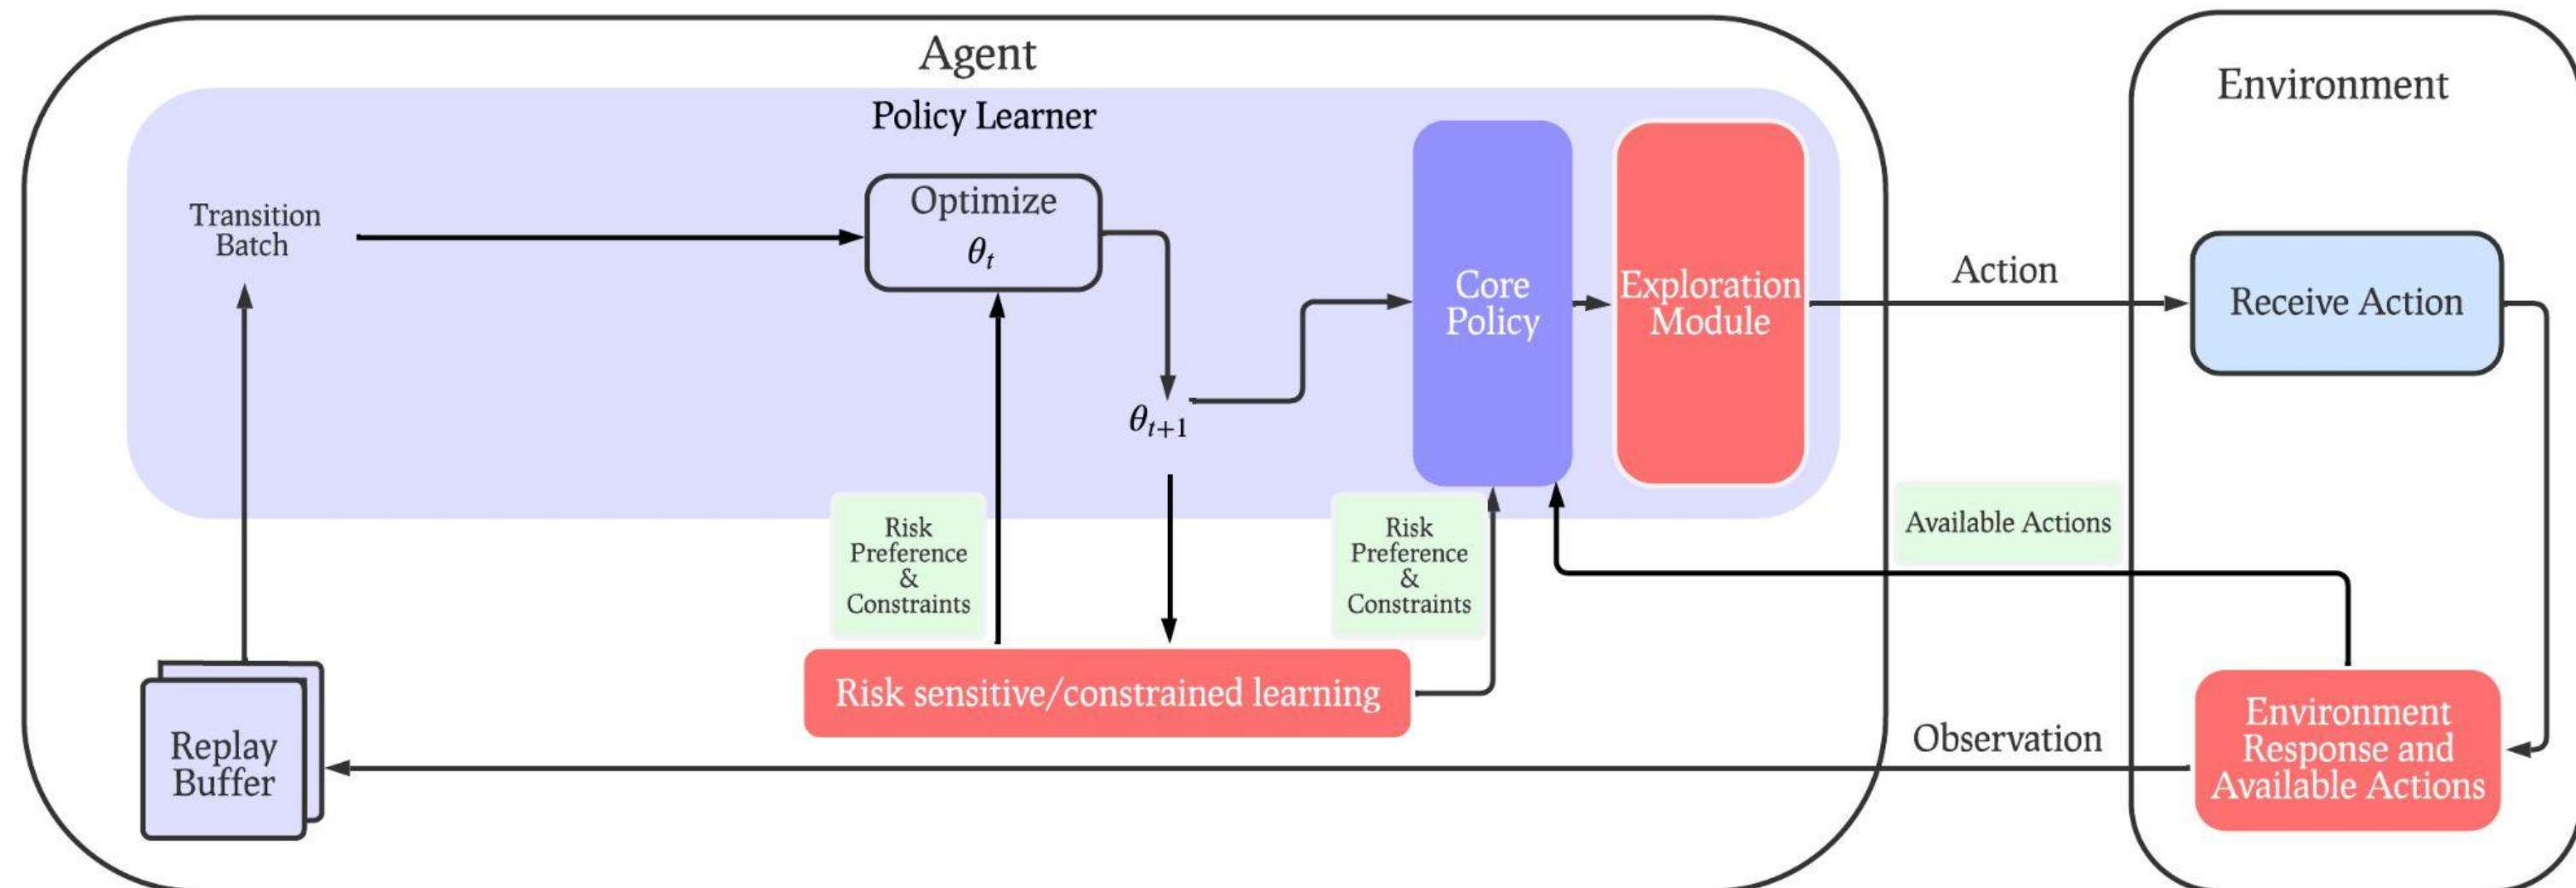 Agent
Environment
Policy Learner
Transition
Batch
Optimize
θt
θt+1
Core
Policy
Exploration
Module
Action
Receive Action
Risk
Preference
&
Constraints
Risk
Preference
&
Constraints
Available Actions
Risk sensitive/constrained learning
Replay
Buffer
Observation
Environment
Response and
Available Actions